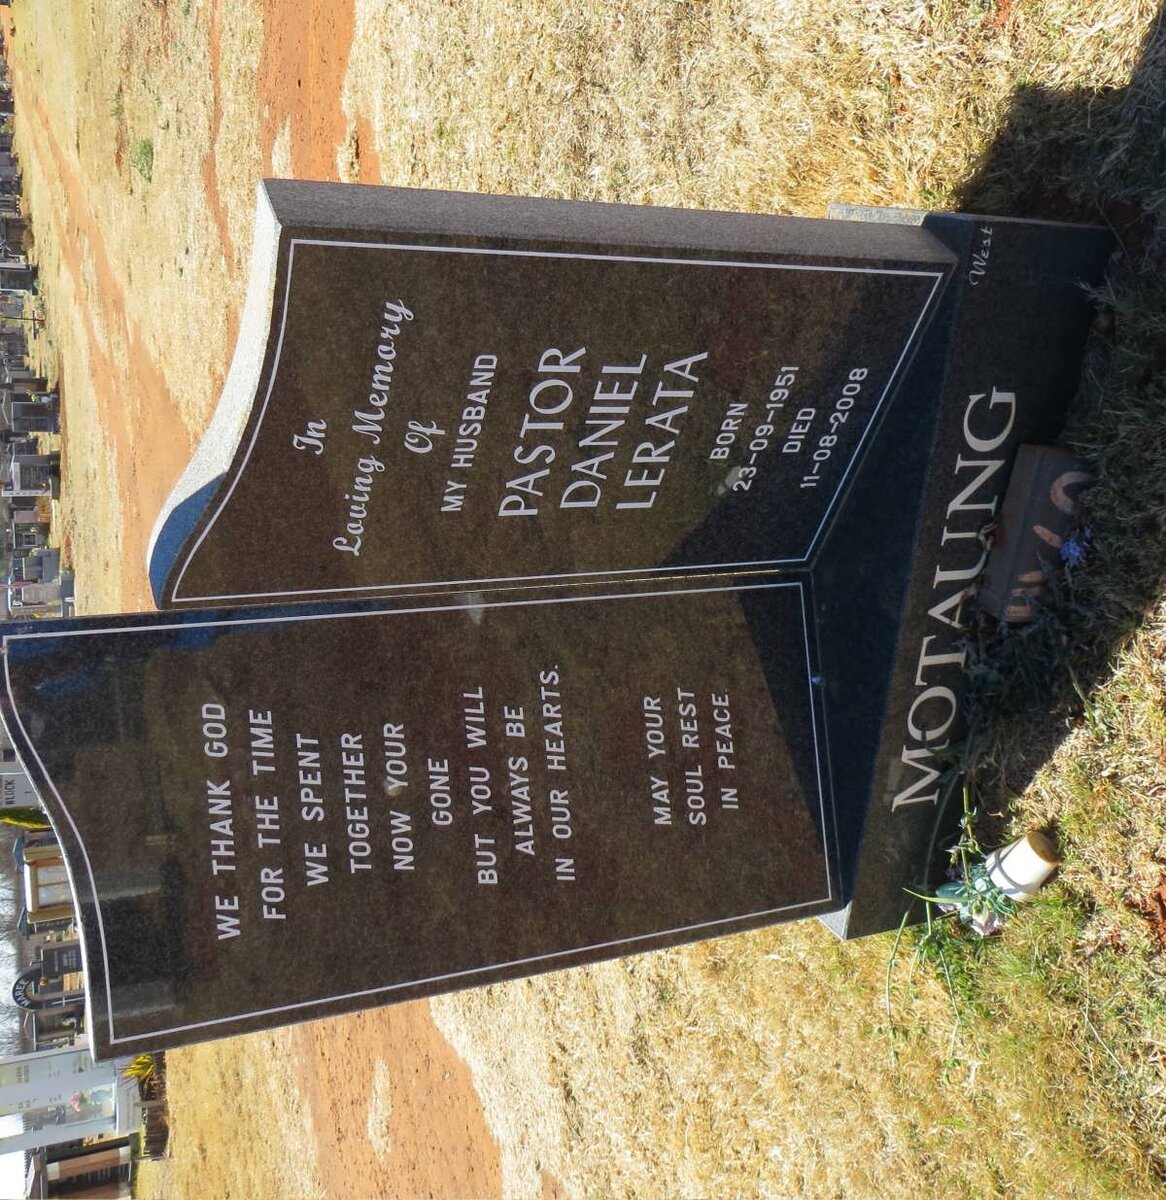 WE THANK GOD
FOR THE TIME
WE SPENT
TOGETHER
NOW YOUR
GONE
BUT YOU WILL
ALWAYS BE
IN OUR HEARTS.
MAY YOUR
SOUL REST
IN PEACE.
In
Loving Memory
Of
MY HUSBAND
PASTOR
DANIEL
LERATA
BORN
23-09-1951
DIED
11-08-2008
MOTAUNG
West